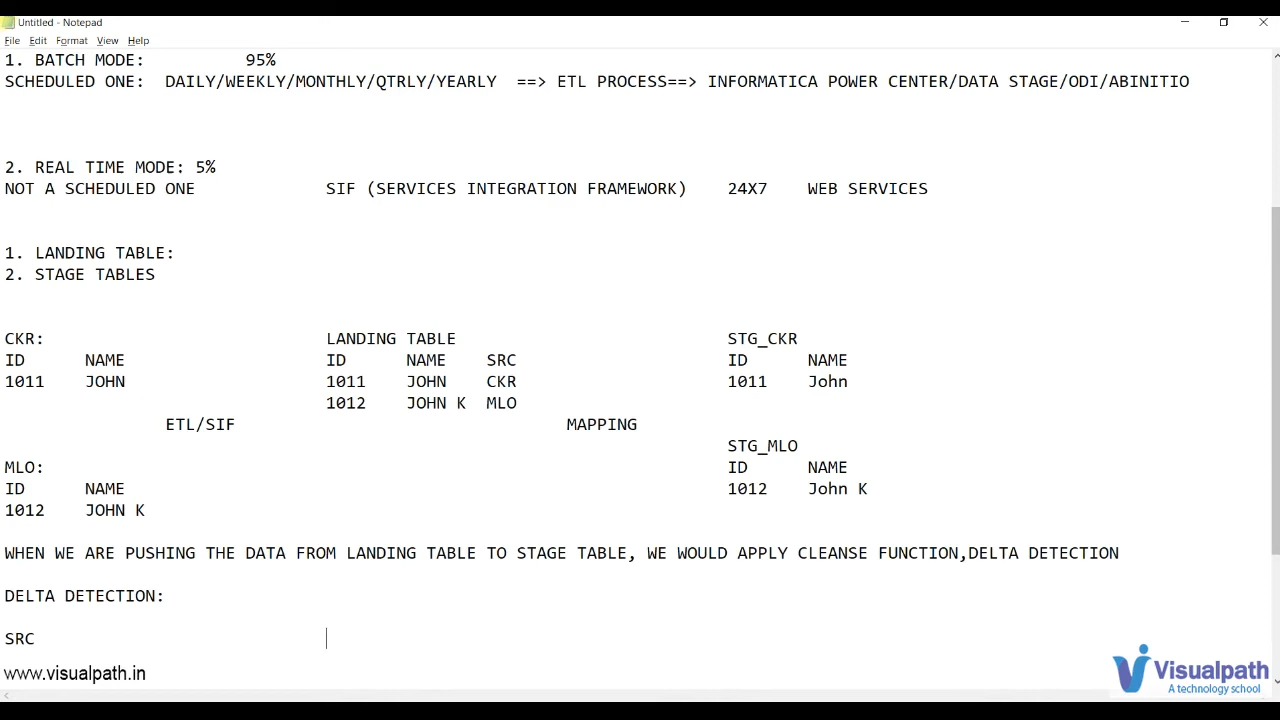 Untitled - Notepad
File Edit Format View Help
1. BATCH MODE: 95%
SCHEDULED ONE: DAILY/WEEKLY/MONTHLY/QTRLY/YEARLY ==> ETL PROCESS==> INFORMATICA POWER CENTER/DATA STAGE/ODI/ABINITIO
2. REAL TIME MODE: 5%
NOT A SCHEDULED ONE SIF (SERVICES INTEGRATION FRAMEWORK) 24X7 WEB SERVICES
1. LANDING TABLE:
2. STAGE TABLES
CKR: LANDING TABLE STG_CKR
ID NAME ID NAME SRC ID NAME
1011 JOHN 1011 JOHN CKR 1011 John
1012 JOHN K MLO
ETL/SIF MAPPING
STG_MLO
MLO: ID NAME
ID NAME 1012 John K
1012 JOHN K
WHEN WE ARE PUSHING THE DATA FROM LANDING TABLE TO STAGE TABLE, WE WOULD APPLY CLEANSE FUNCTION,DELTA DETECTION
DELTA DETECTION:
SRC
www.visualpath.in
Visualpath
A technology school